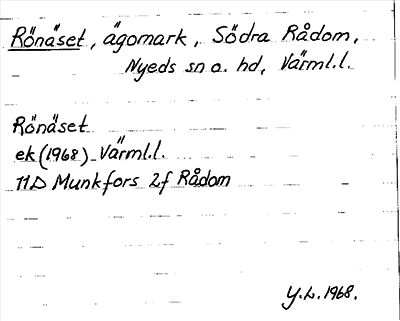 Rönäset, ägomark, Södra Rådom,
Nyeds sn o. hd, Värml.l.
Rönäset
ek (1968) Värml.l.
11D Munkfors 2f Rådom
Y.L. 1968.